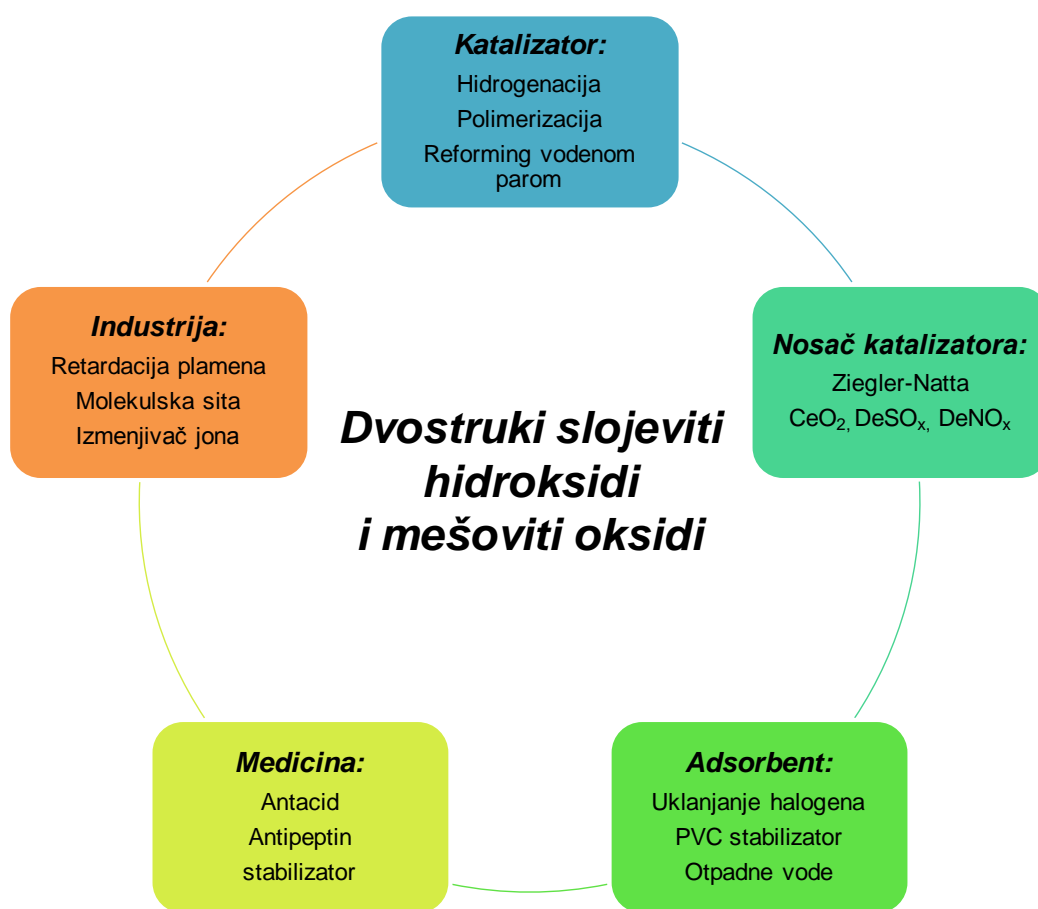 Katalizator:
Hidrogenacija
Polimerizacija
Reforming vodenom
parom
Industrija:
Retardacija plamena
Molekulska sita
Izmenjivač jona
Nosač katalizatora:
Ziegler-Natta
CeO₂, DeSOₓ, DeNOₓ
Dvostruki slojeviti
hidroksidi
i mešoviti oksidi
Medicina:
Antacid
Antipeptin
stabilizator
Adsorbent:
Uklanjanje halogena
PVC stabilizator
Otpadne vode